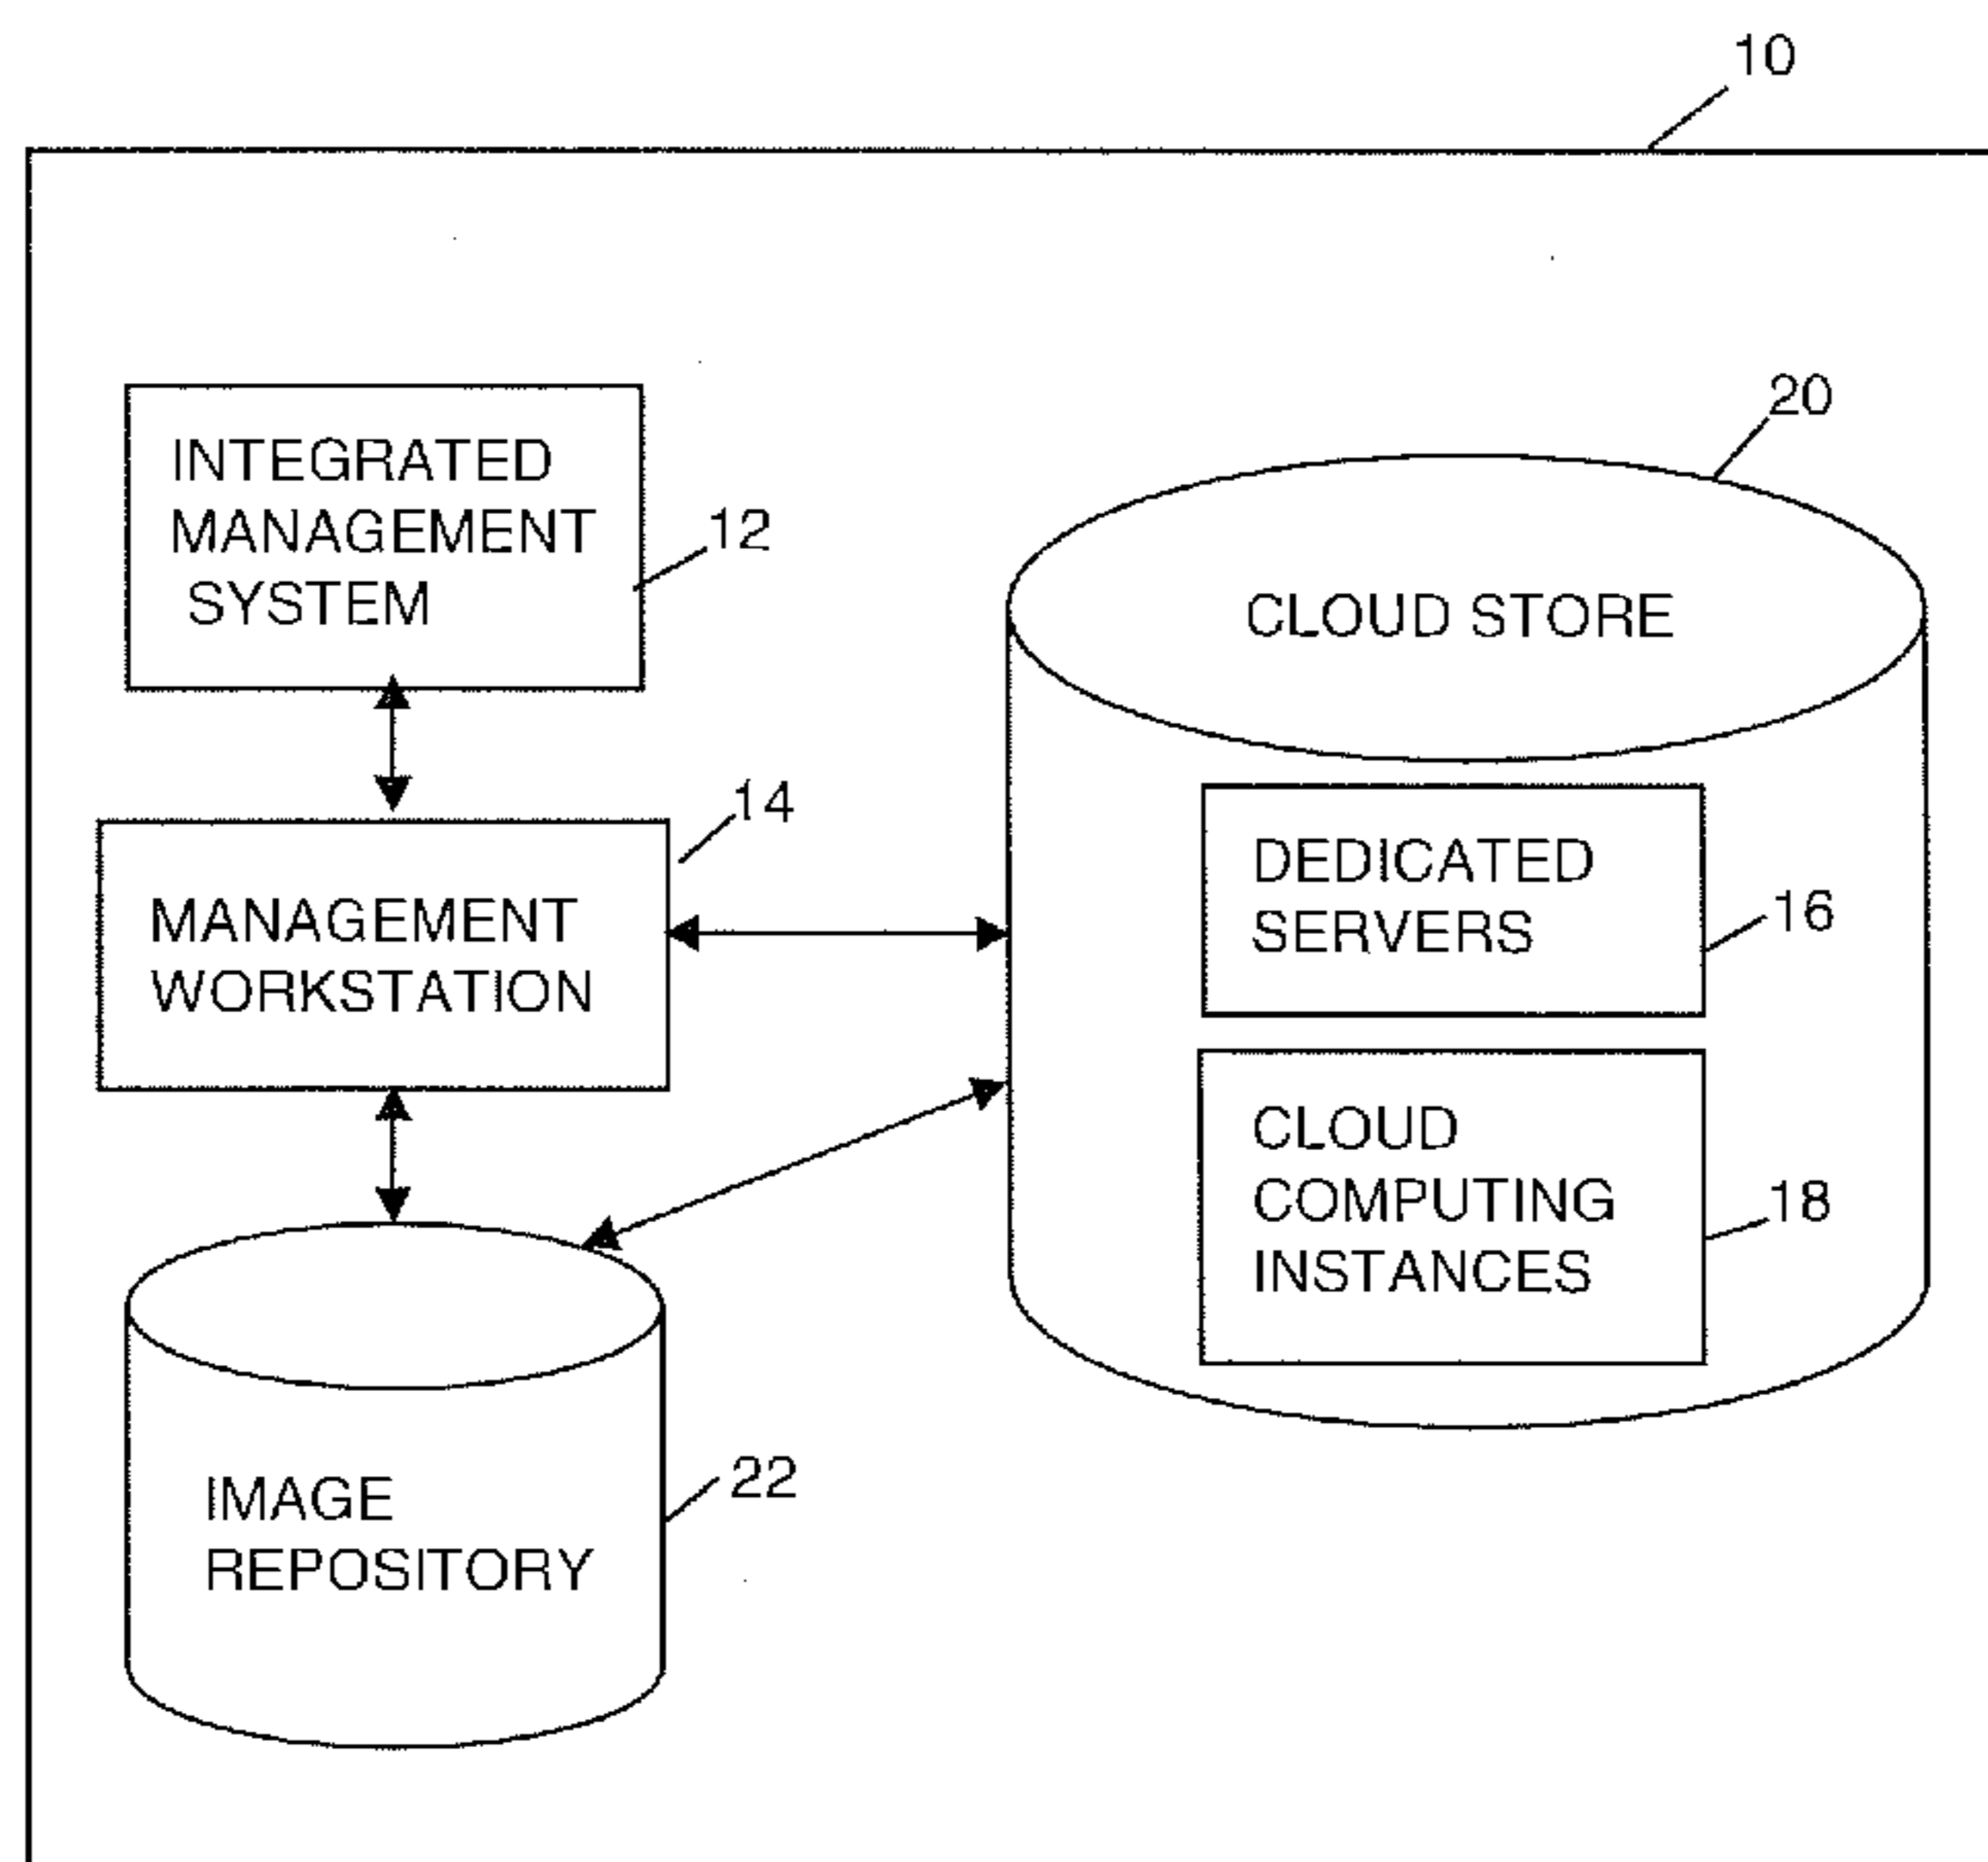 10
INTEGRATED
MANAGEMENT
SYSTEM
12
20
CLOUD STORE
14
MANAGEMENT
WORKSTATION
DEDICATED
SERVERS
16
CLOUD
COMPUTING
INSTANCES
18
IMAGE
REPOSITORY
22